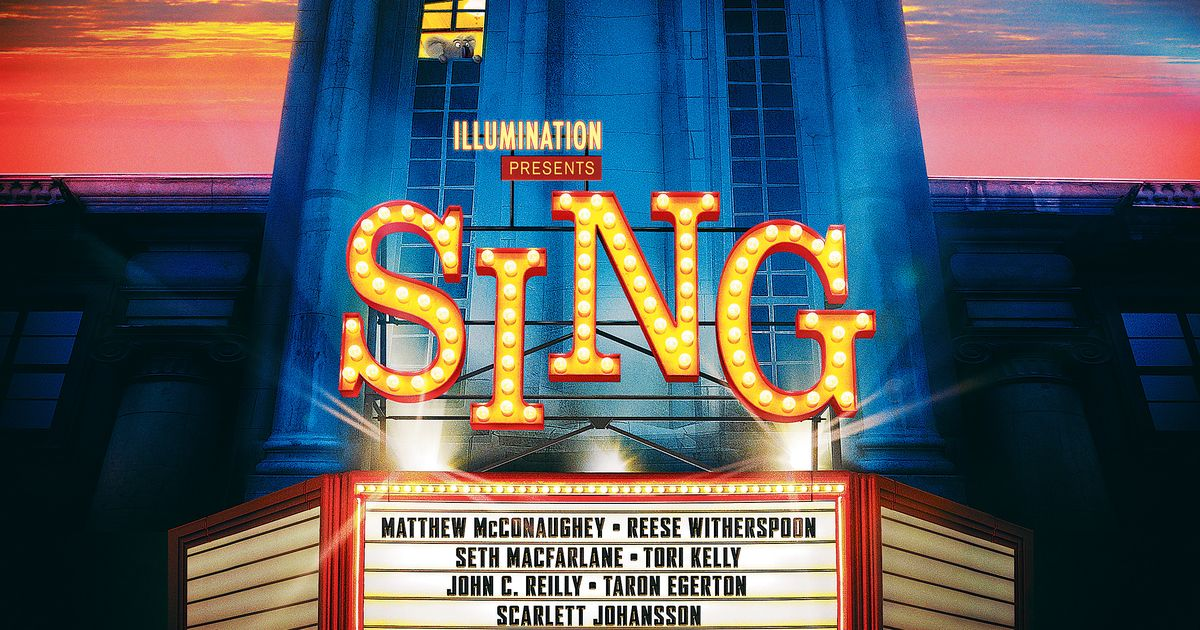 ILLUMINATION
PRESENTS
SING
MATTHEW McCONAUGHEY • REESE WITHERSPOON
SETH MACFARLANE • TORI KELLY
JOHN C. REILLY • TARON EGERTON
SCARLETT JOHANSSON